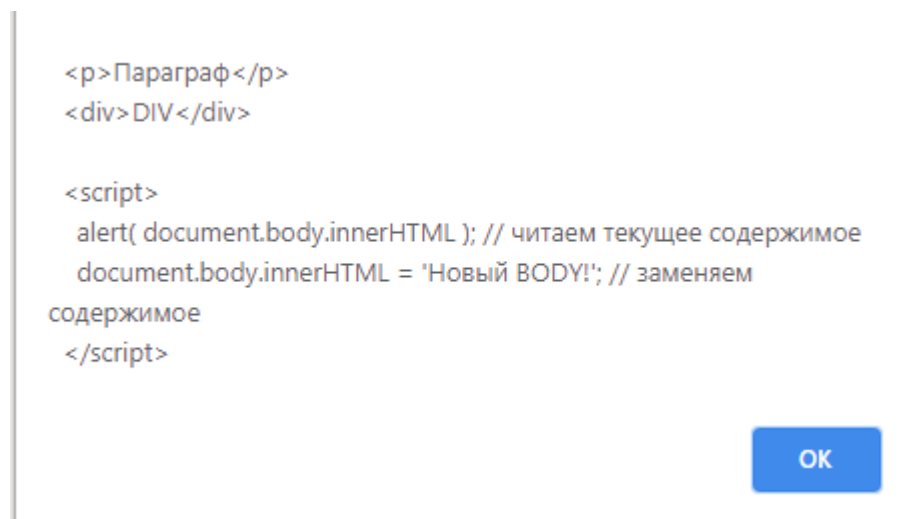 <p>Параграф</p>
<div>DIV</div>
<script>
alert( document.body.innerHTML ); // читаем текущее содержимое
document.body.innerHTML = 'Новый BODY!'; // заменяем
содержимое
</script>
ОК